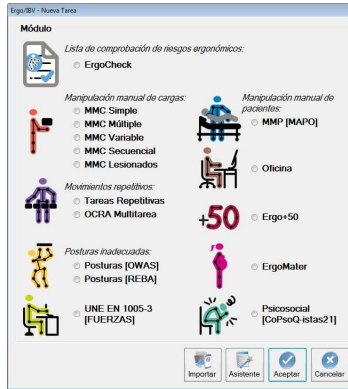 Ergo/IBV - Nueva Tarea
Módulo
Lista de comprobación de riesgos ergonómicos:
ErgoCheck
Manipulación manual de cargas:
MMC Simple
MMC Múltiple
MMC Variable
MMC Secuencial
MMC Lesionados
Manipulación manual de
pacientes:
MMP [MAPO]
Oficina
Movimientos repetitivos:
Tareas Repetitivas
OCRA Multitarea
+50
Ergo+50
Posturas inadecuadas:
Posturas [OWAS]
Posturas [REBA]
ErgoMater
UNE EN 1005-3
[FUERZAS]
Psicosocial
[CoPsoQ-istas21]
Importar
Asistente
Aceptar
Cancelar